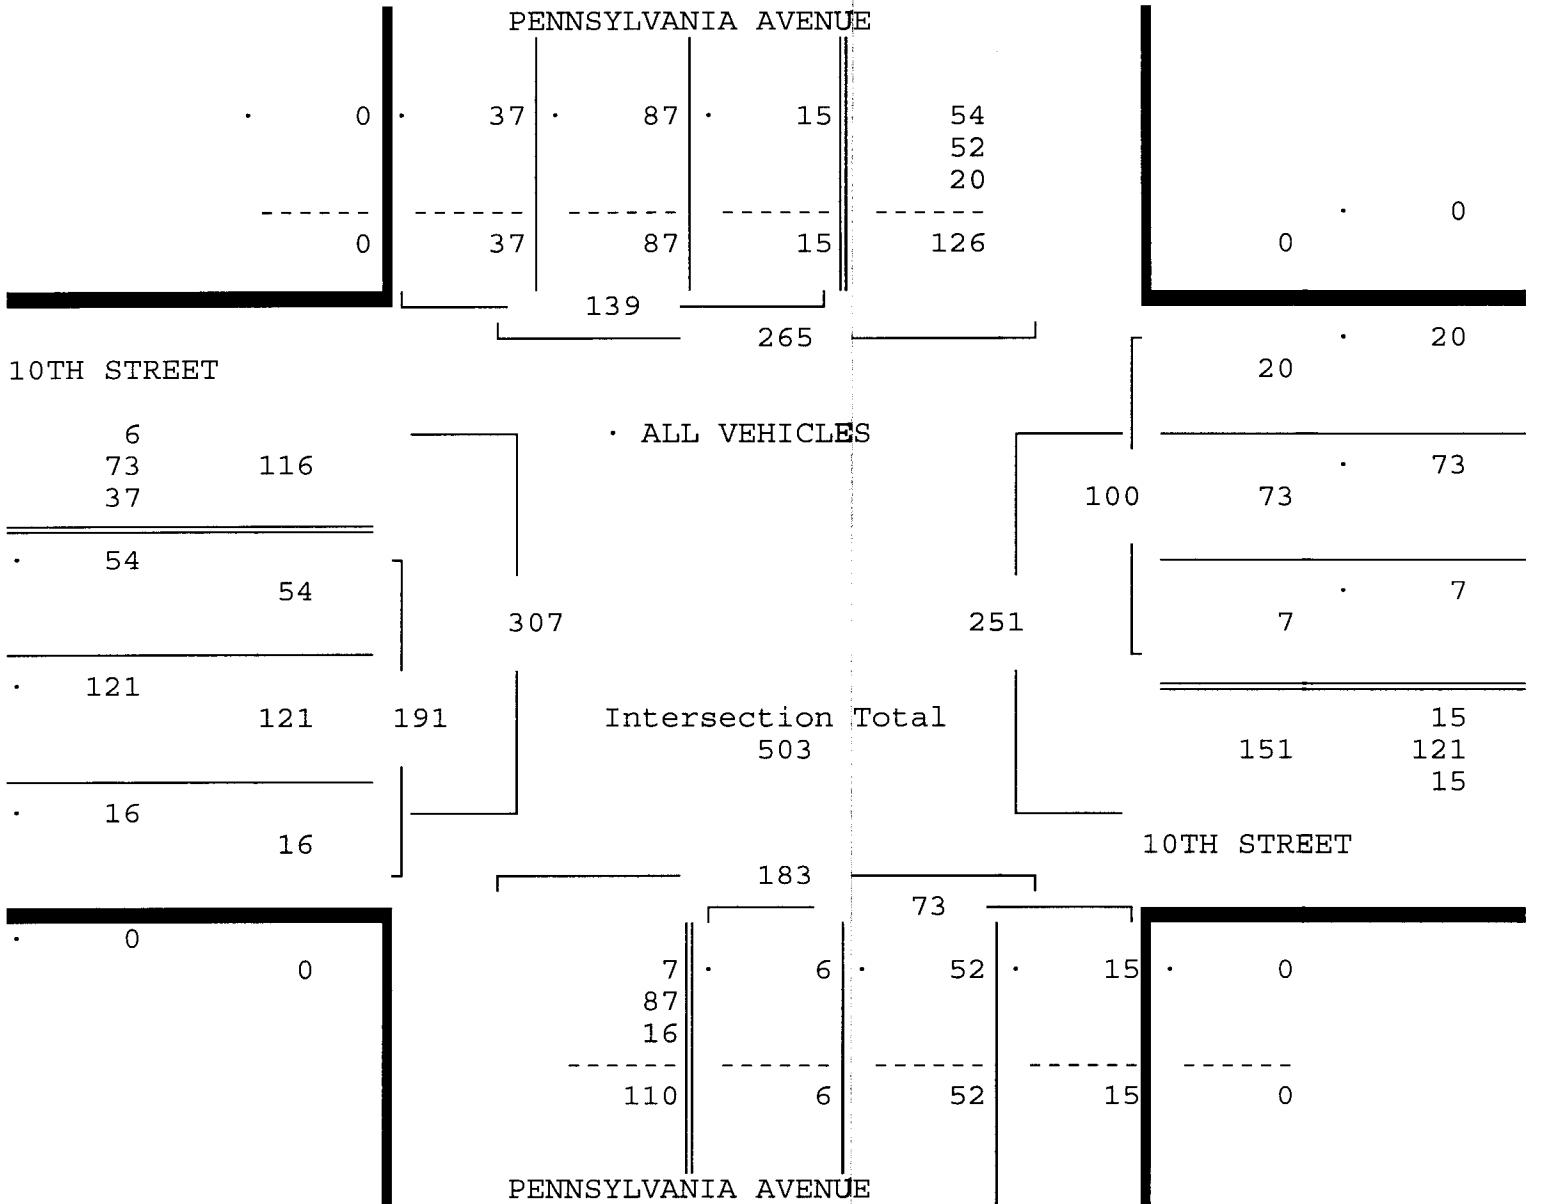 PENNSYLVANIA AVENUE
· 0 · 37 · 87 · 15 54
52
20
------ ------ ------ ------ ------
· 0
0 37 87 15 126 0
139
265 · 20
10TH STREET 20
6 · ALL VEHICLES
73 116 · 73
37 100 73
· 54
54 · 7
307 251 7
· 121
121 191 Intersection Total 15
503 151 121
15
· 16
16 10TH STREET
183
73
· 0
0 7 · 6 · 52 · 15 · 0
87
16
------ ------ ------ ------ ------
110 6 52 15 0
PENNSYLVANIA AVENUE